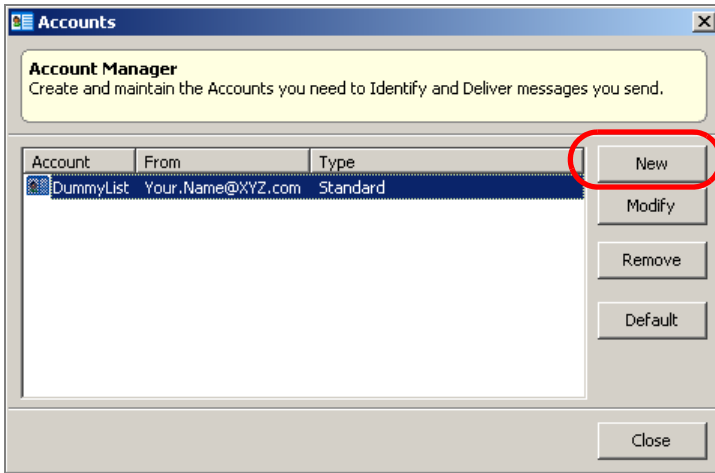 Accounts
Account Manager
Create and maintain the Accounts you need to Identify and Deliver messages you send.
Account From Type
New
DummyList Your.Name@XYZ.com Standard
Modify
Remove
Default
Close